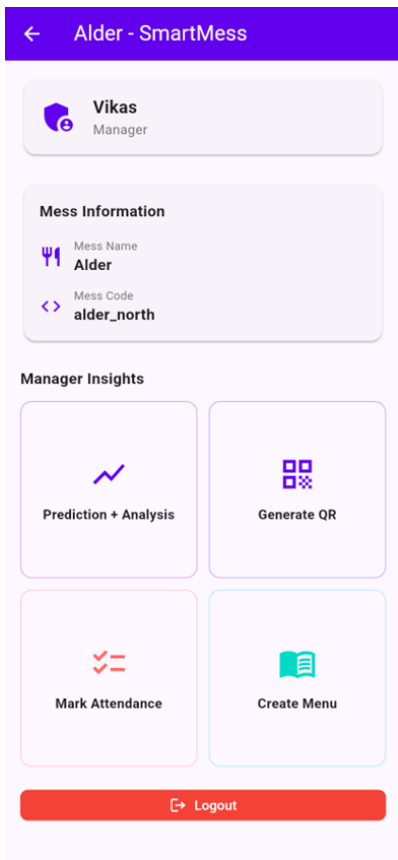 Alder - SmartMess
Vikas
Manager
Mess Information
Mess Name
Alder
Mess Code
alder_north
Manager Insights
Prediction + Analysis
Generate QR
Mark Attendance
Create Menu
Logout